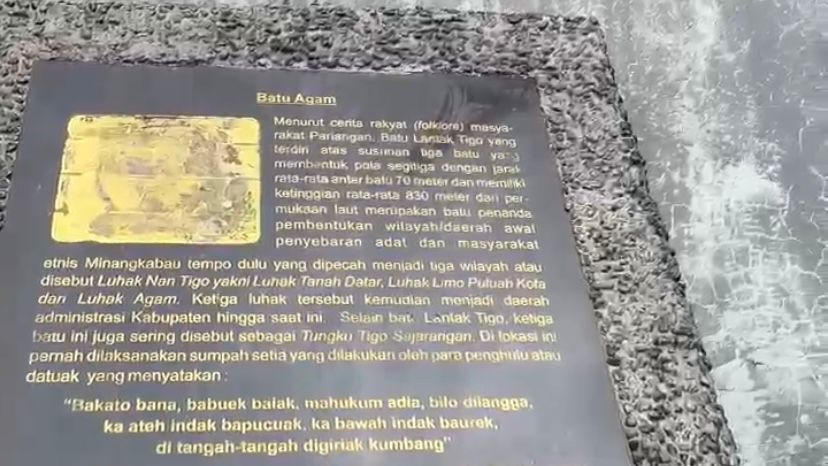 Batu Agam
Menurut cerita rakyat (folklore) masya-
rakat Pariangan, Batu Lantak Tigo yang
terdiri atas susunan tiga batu yang
membentuk pola segitiga dengan jarak
rata-rata antar batu 70 meter dan memiliki
ketinggian rata-rata 830 meter dari per-
mukaan laut merupakan batu penanda
pembentukan wilayah/daerah awal
penyebaran adat dan masyarakat
etnis Minangkabau tempo dulu yang dipecah menjadi tiga wilayah atau
disebut Luhak Nan Tigo yakni Luhak Tanah Datar, Luhak Limo Puluah Kota
dan Luhak Agam. Ketiga luhak tersebut kemudian menjadi daerah
administrasi Kabupaten hingga saat ini. Selain batu Lantak Tigo, ketiga
batu ini juga sering disebut sebagai Tungku Tigo Sajarangan. Di lokasi ini
pernah dilaksanakan sumpah setia yang dilakukan oleh para penghulu atau
datuak yang menyatakan :
"Bakato bana, babuek baiak, mahukum adia, bilo dilangga,
ka ateh indak bapucuak, ka bawah indak baurek,
di tangah-tangah digiriak kumbang"